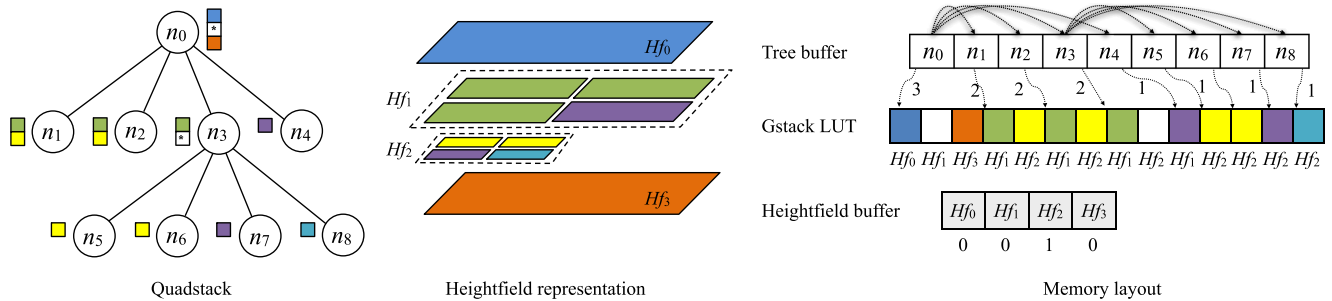 n0
*
n1
n2
n3
*
n4
n5
n6
n7
n8
Quadstack
Hf0
Hf1
Hf2
Hf3
Heightfield representation
Tree buffer
n0 n1 n2 n3 n4 n5 n6 n7 n8
3 2 2 2 1 1 1 1 1
Gstack LUT
Hf0 Hf1 Hf3 Hf1 Hf2 Hf1 Hf2 Hf1 Hf2 Hf1 Hf2 Hf2 Hf2 Hf2
Heightfield buffer
Hf0 Hf1 Hf2 Hf3
0 0 1 0
Memory layout